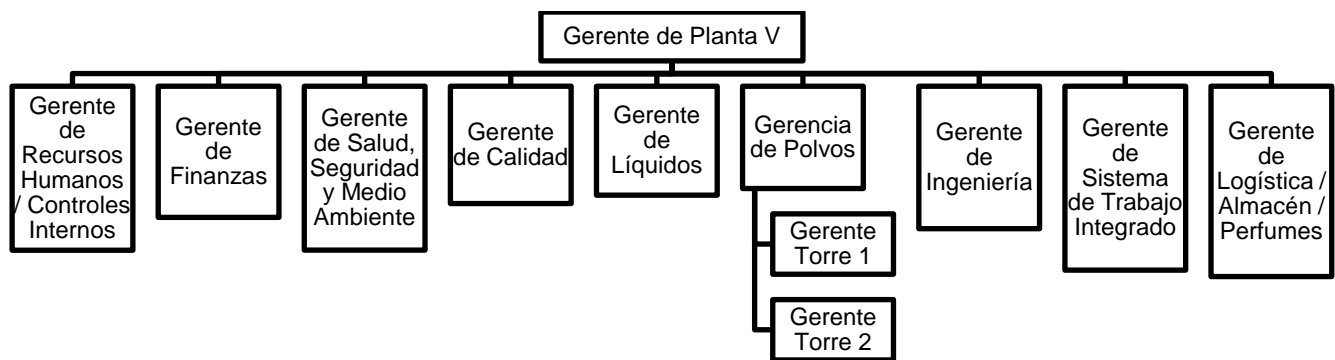 Gerente de Planta V
Gerente
de
Recursos
Humanos
/ Controles
Internos
Gerente
de
Finanzas
Gerente
de Salud,
Seguridad
y Medio
Ambiente
Gerente
de Calidad
Gerente
de
Líquidos
Gerencia
de Polvos
Gerente
Torre 1
Gerente
Torre 2
Gerente
de
Ingeniería
Gerente
de
Sistema
de Trabajo
Integrado
Gerente
de
Logística /
Almacén /
Perfumes